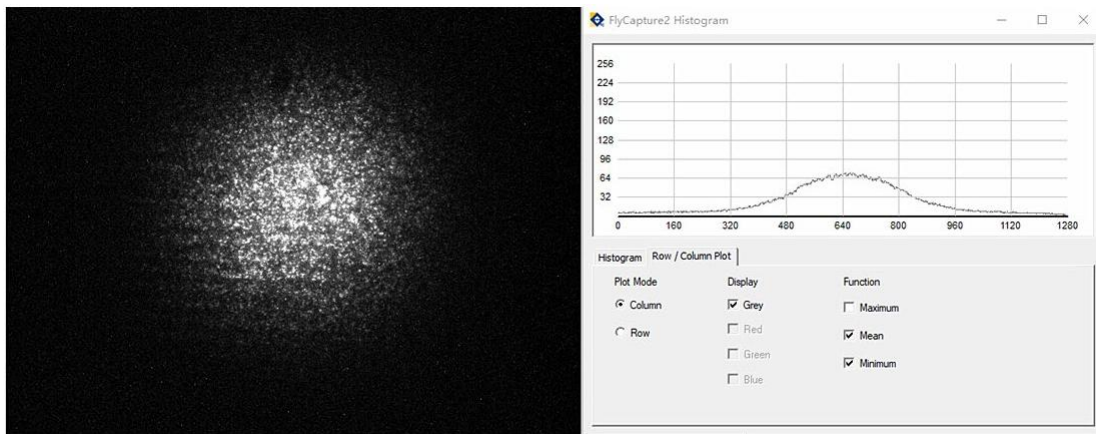 FlyCapture2 Histogram
256
224
192
160
128
96
64
32
0 160 320 480 640 800 960 1120 1280
Histogram Row / Column Plot
Plot Mode Display Function
Column Grey Maximum
Row Red Mean
Green Minimum
Blue